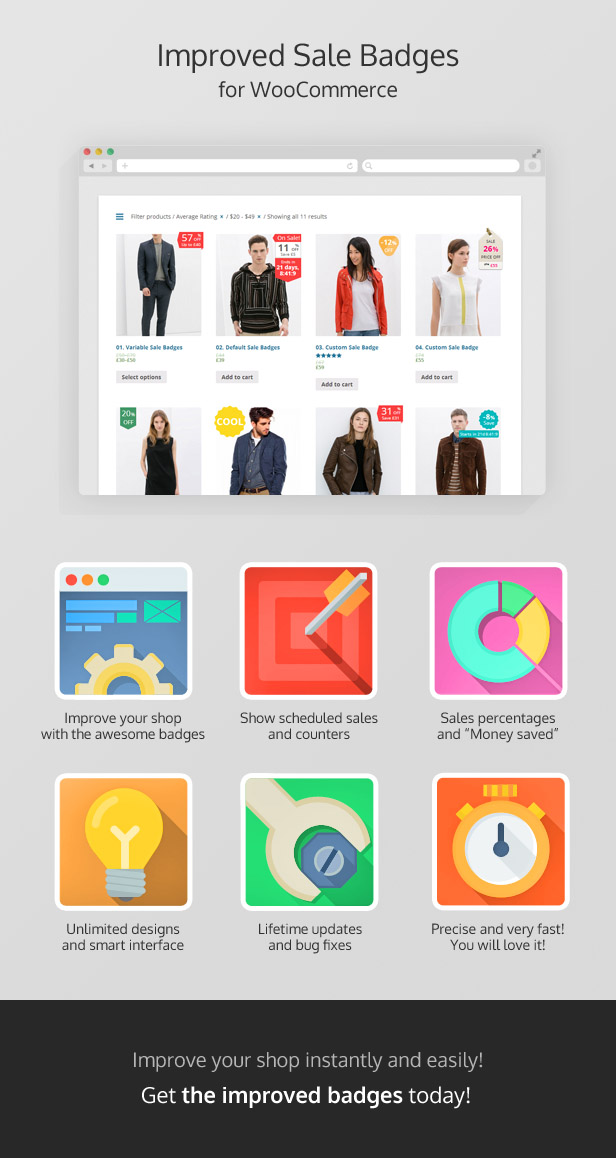 Improved Sale Badges
for WooCommerce
Filter products / Average Rating × / $20 - $49 × / Showing all 11 results
57 %
OFF
Up to £40
On Sale!
11 %
OFF
Save £5
Ends in
21 days,
8:41:9
-12%
OFF
SALE
26%
PRICE OFF
£55
01. Variable Sale Badges
£30-£50
Select options
02. Default Sale Badges
£39
Add to cart
03. Custom Sale Badge
£59
Add to cart
04. Custom Sale Badge
£55
Add to cart
20%
OFF
COOL
31 %
OFF
Save £31
-8%
Save
Starts in 21d 8:41:9
Improve your shop
with the awesome badges
Show scheduled sales
and counters
Sales percentages
and “Money saved”
Unlimited designs
and smart interface
Lifetime updates
and bug fixes
Precise and very fast!
You will love it!
Improve your shop instantly and easily!
Get the improved badges today!